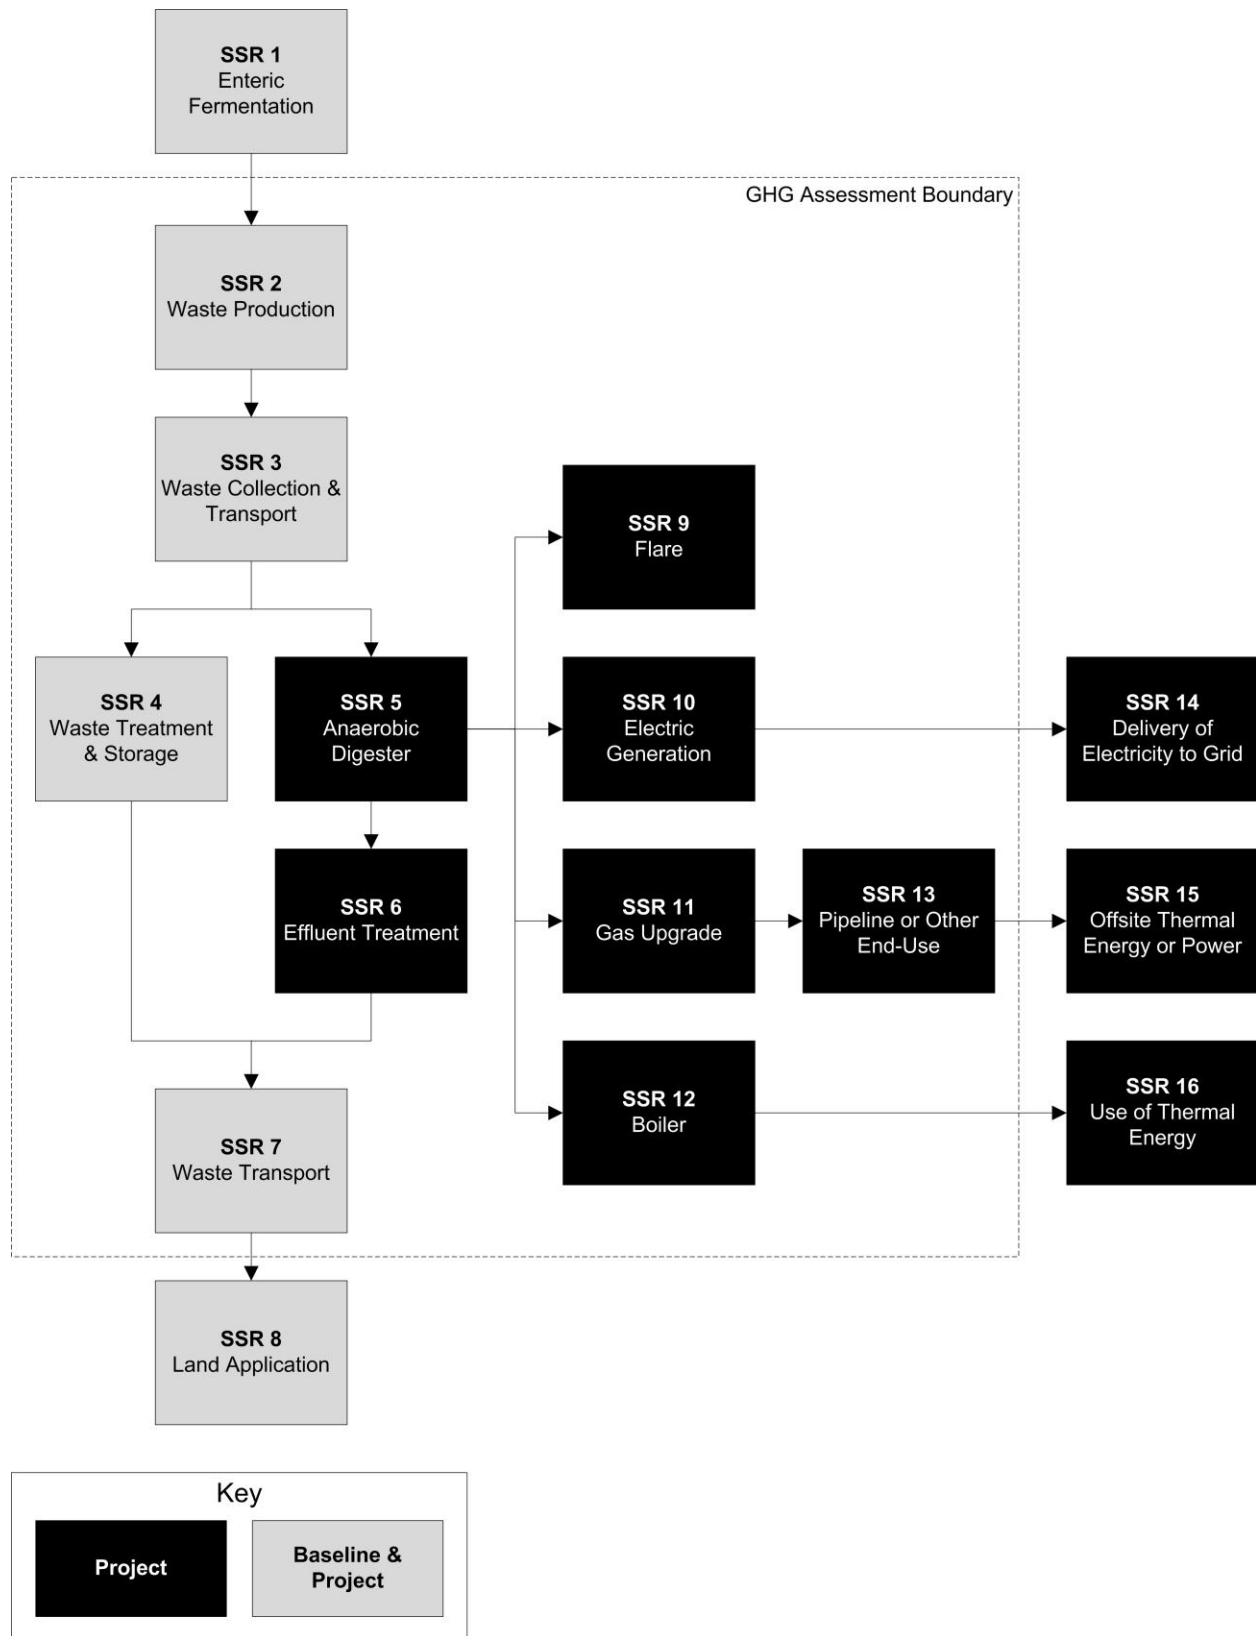 SSR 1
Enteric
Fermentation
GHG Assessment Boundary
SSR 2
Waste Production
SSR 3
Waste Collection &
Transport
SSR 9
Flare
SSR 4
Waste Treatment
& Storage
SSR 5
Anaerobic
Digester
SSR 10
Electric
Generation
SSR 14
Delivery of
Electricity to Grid
SSR 6
Effluent Treatment
SSR 11
Gas Upgrade
SSR 13
Pipeline or Other
End-Use
SSR 15
Offsite Thermal
Energy or Power
SSR 7
Waste Transport
SSR 12
Boiler
SSR 16
Use of Thermal
Energy
SSR 8
Land Application
Key
Project
Baseline &
Project